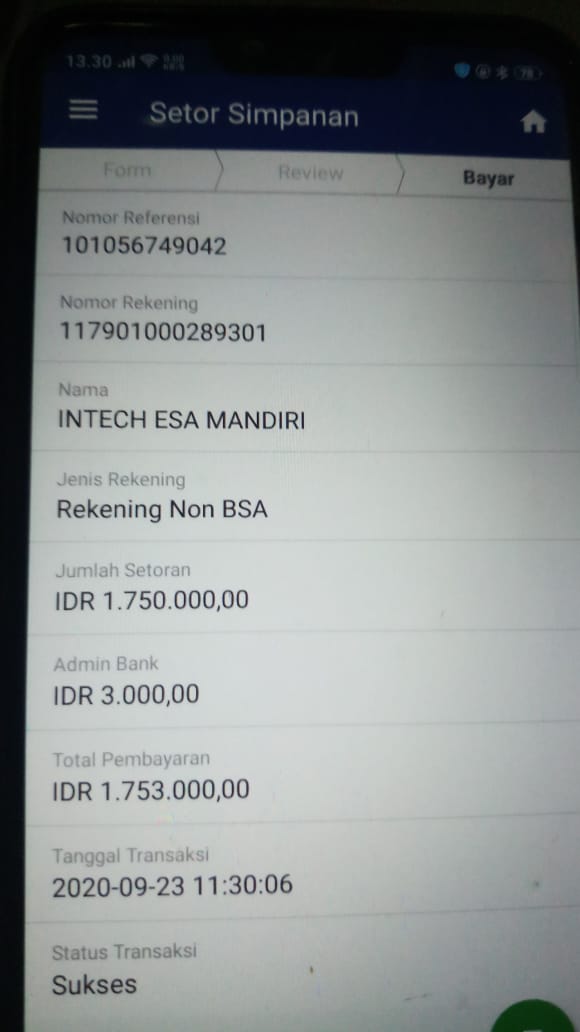 13.30
78
Setor Simpanan
Form
Review
Bayar
Nomor Referensi
101056749042
Nomor Rekening
117901000289301
Nama
INTECH ESA MANDIRI
Jenis Rekening
Rekening Non BSA
Jumlah Setoran
IDR 1.750.000,00
Admin Bank
IDR 3.000,00
Total Pembayaran
IDR 1.753.000,00
Tanggal Transaksi
2020-09-23 11:30:06
Status Transaksi
Sukses